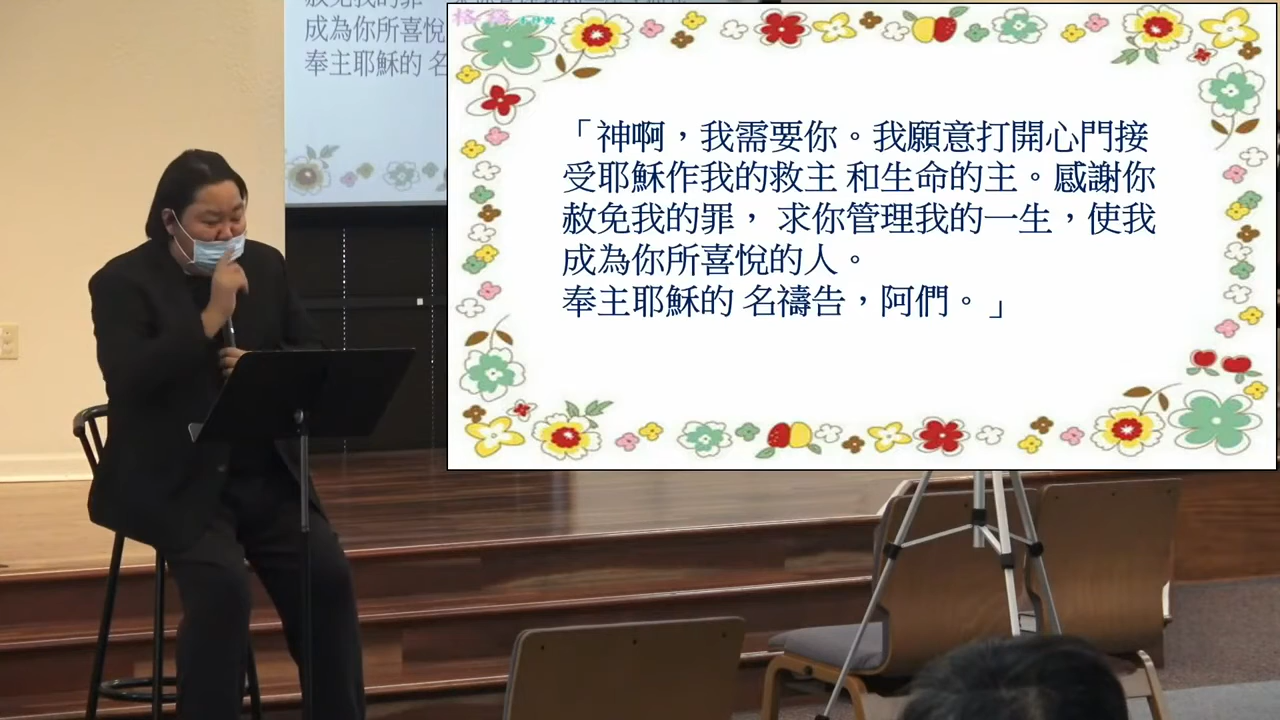 「神啊，我需要你。我願意打開心門接
受耶穌作我的救主 和生命的主。感謝你
赦免我的罪， 求你管理我的一生，使我
成為你所喜悅的人。
奉主耶穌的 名禱告，阿們。」
成為你所喜悅
奉主耶穌的 名